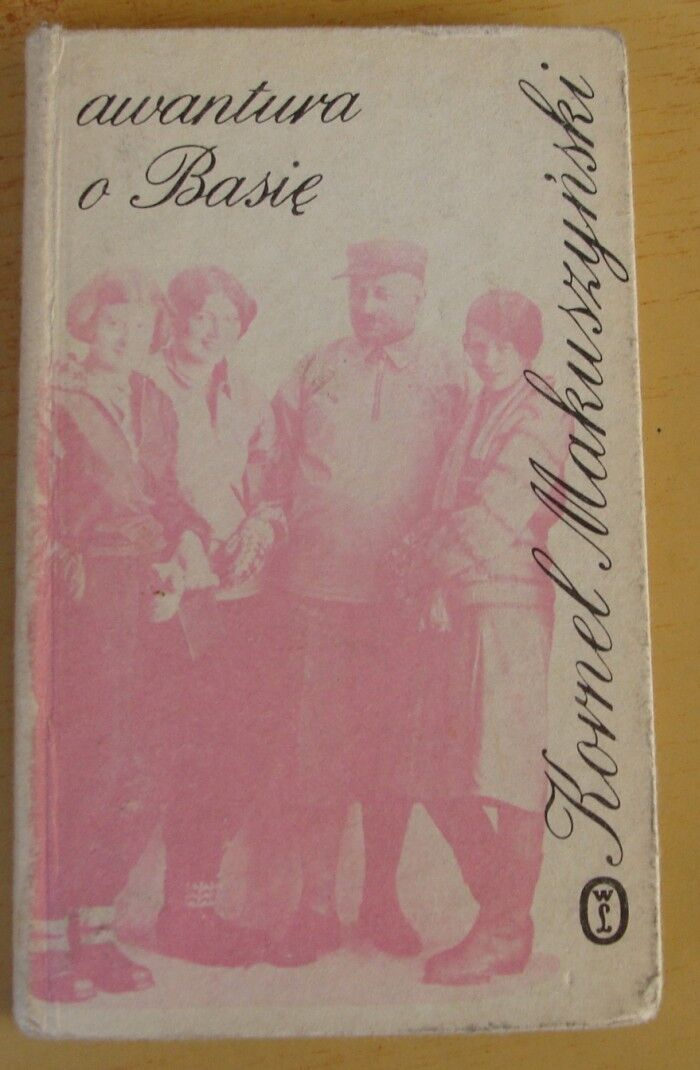 awantura
o Basię
Kornel Makuszyński
WL